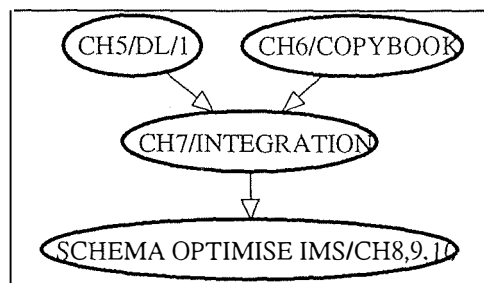 CH5/DL/1
CH6/COPYBOOK
CH7/INTEGRATION
SCHEMA OPTIMISE IMS/CH8,9,10